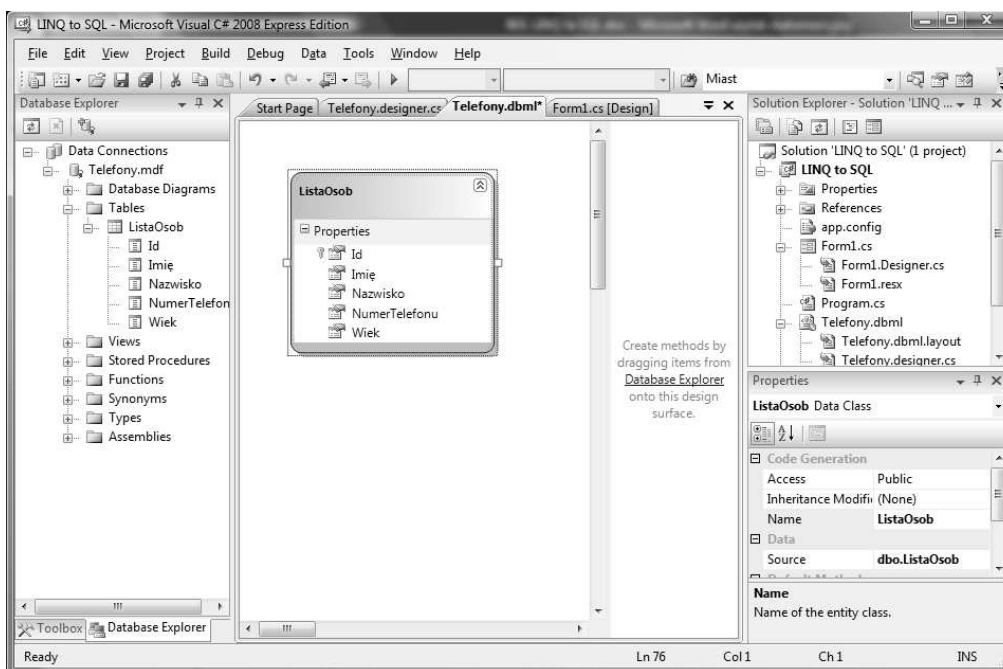 LINQ to SQL - Microsoft Visual C# 2008 Express Edition
File Edit View Project Build Debug Data Tools Window Help
Miast
Database Explorer
Data Connections
Telefony.mdf
Database Diagrams
Tables
ListaOsob
Id
Imię
Nazwisko
NumerTelefon
Wiek
Views
Stored Procedures
Functions
Synonyms
Types
Assemblies
Toolbox Database Explorer
Start Page Telefony.designer.cs Telefony.dbml* Form1.cs [Design]
ListaOsob
Properties
Id
Imię
Nazwisko
NumerTelefonu
Wiek
Create methods by
dragging items from
Database Explorer
onto this design
surface.
Solution Explorer - Solution 'LINQ ...
Solution 'LINQ to SQL' (1 project)
LINQ to SQL
Properties
References
app.config
Form1.cs
Form1.Designer.cs
Form1.resx
Program.cs
Telefony.dbml
Telefony.dbml.layout
Telefony.designer.cs
Properties
ListaOsob Data Class
Code Generation
Access Public
Inheritance Modifi (None)
Name ListaOsob
Data
Source dbo.ListaOsob
Name
Name of the entity class.
Ready Ln 76 Col 1 Ch 1 INS